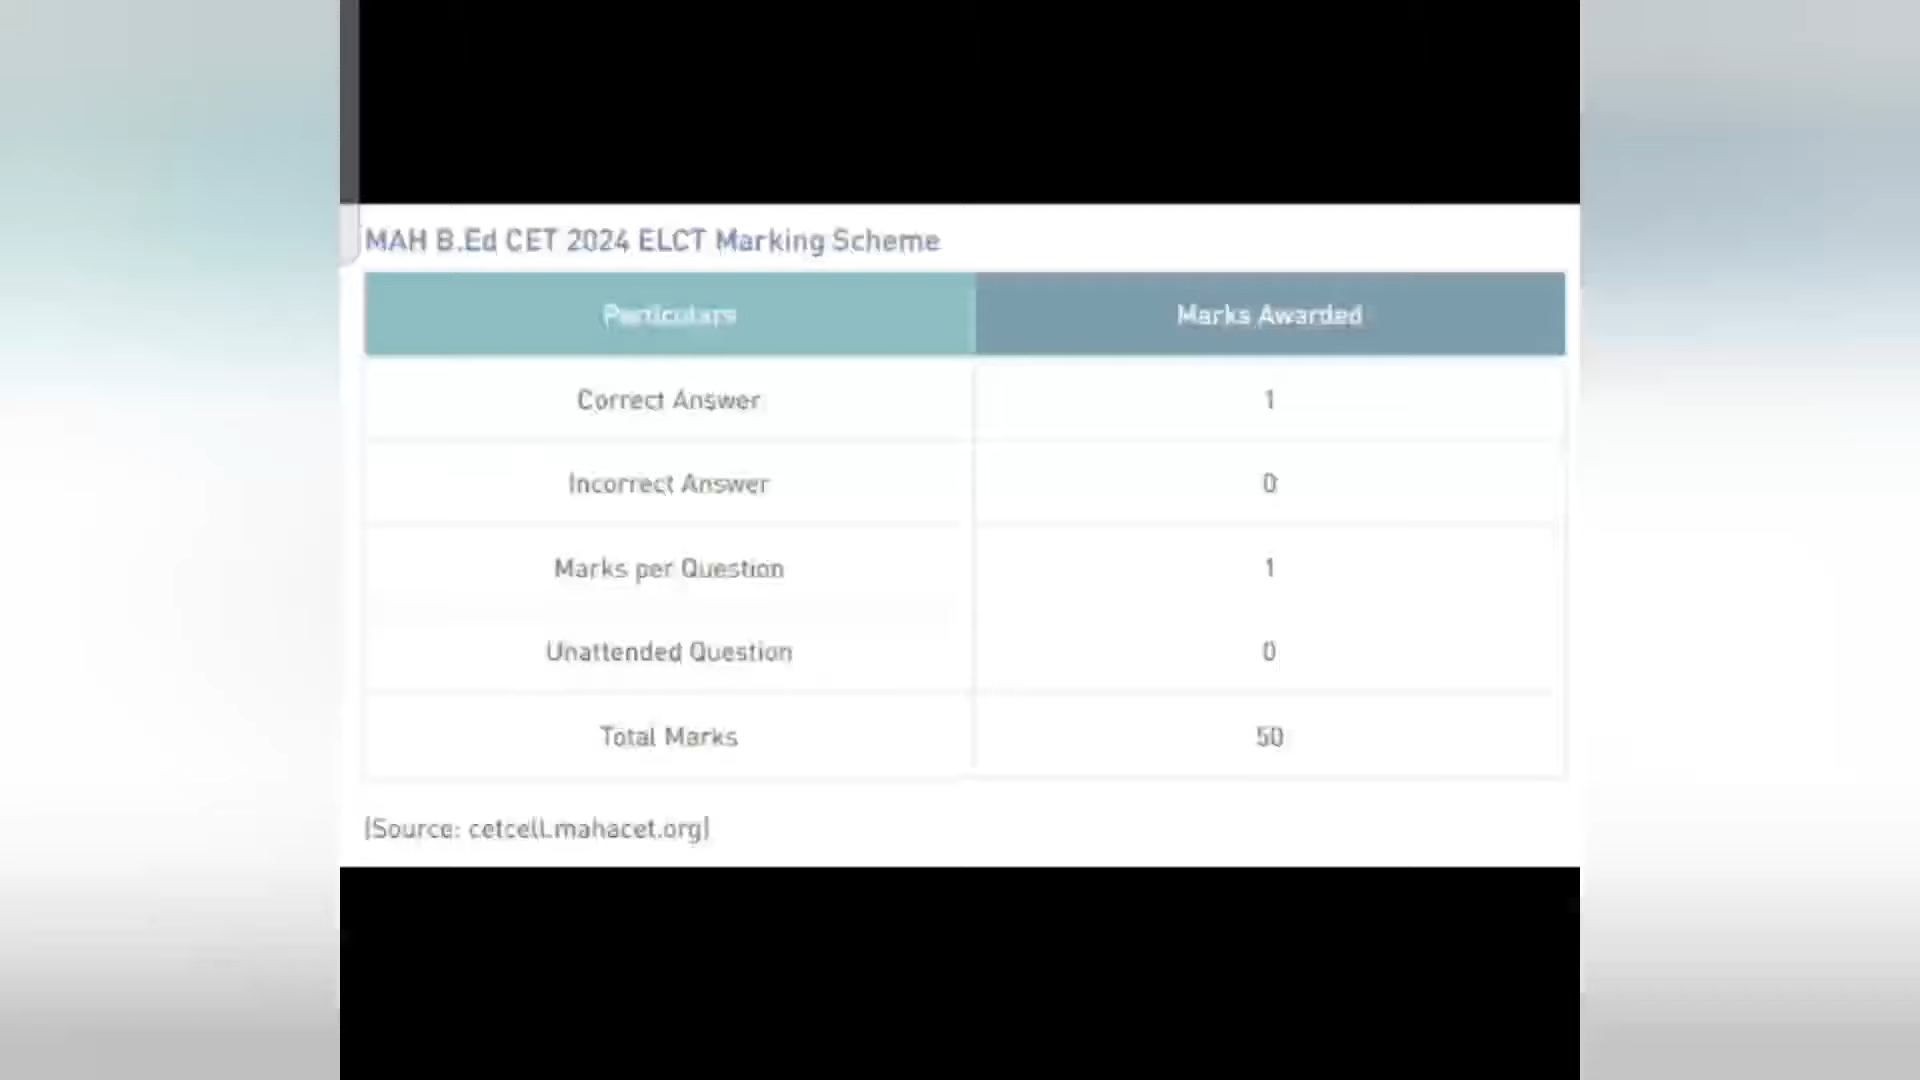 MAH B.Ed CET 2024 ELCT Marking Scheme
Particulars Marks Awarded
Correct Answer 1
Incorrect Answer 0
Marks per Question 1
Unattended Question 0
Total Marks 50
(Source: cetcell.mahacet.org)